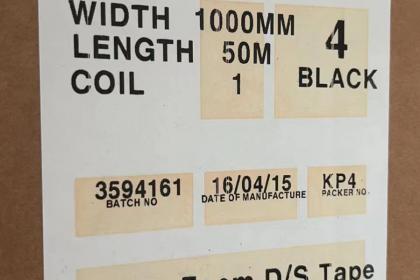 WIDTH 1000MM
LENGTH 50M
COIL 1
4
BLACK
3594161
BATCH NO
16/04/15
DATE OF MANUFACTURE
KP4
PACKER NO.
D/S Tape